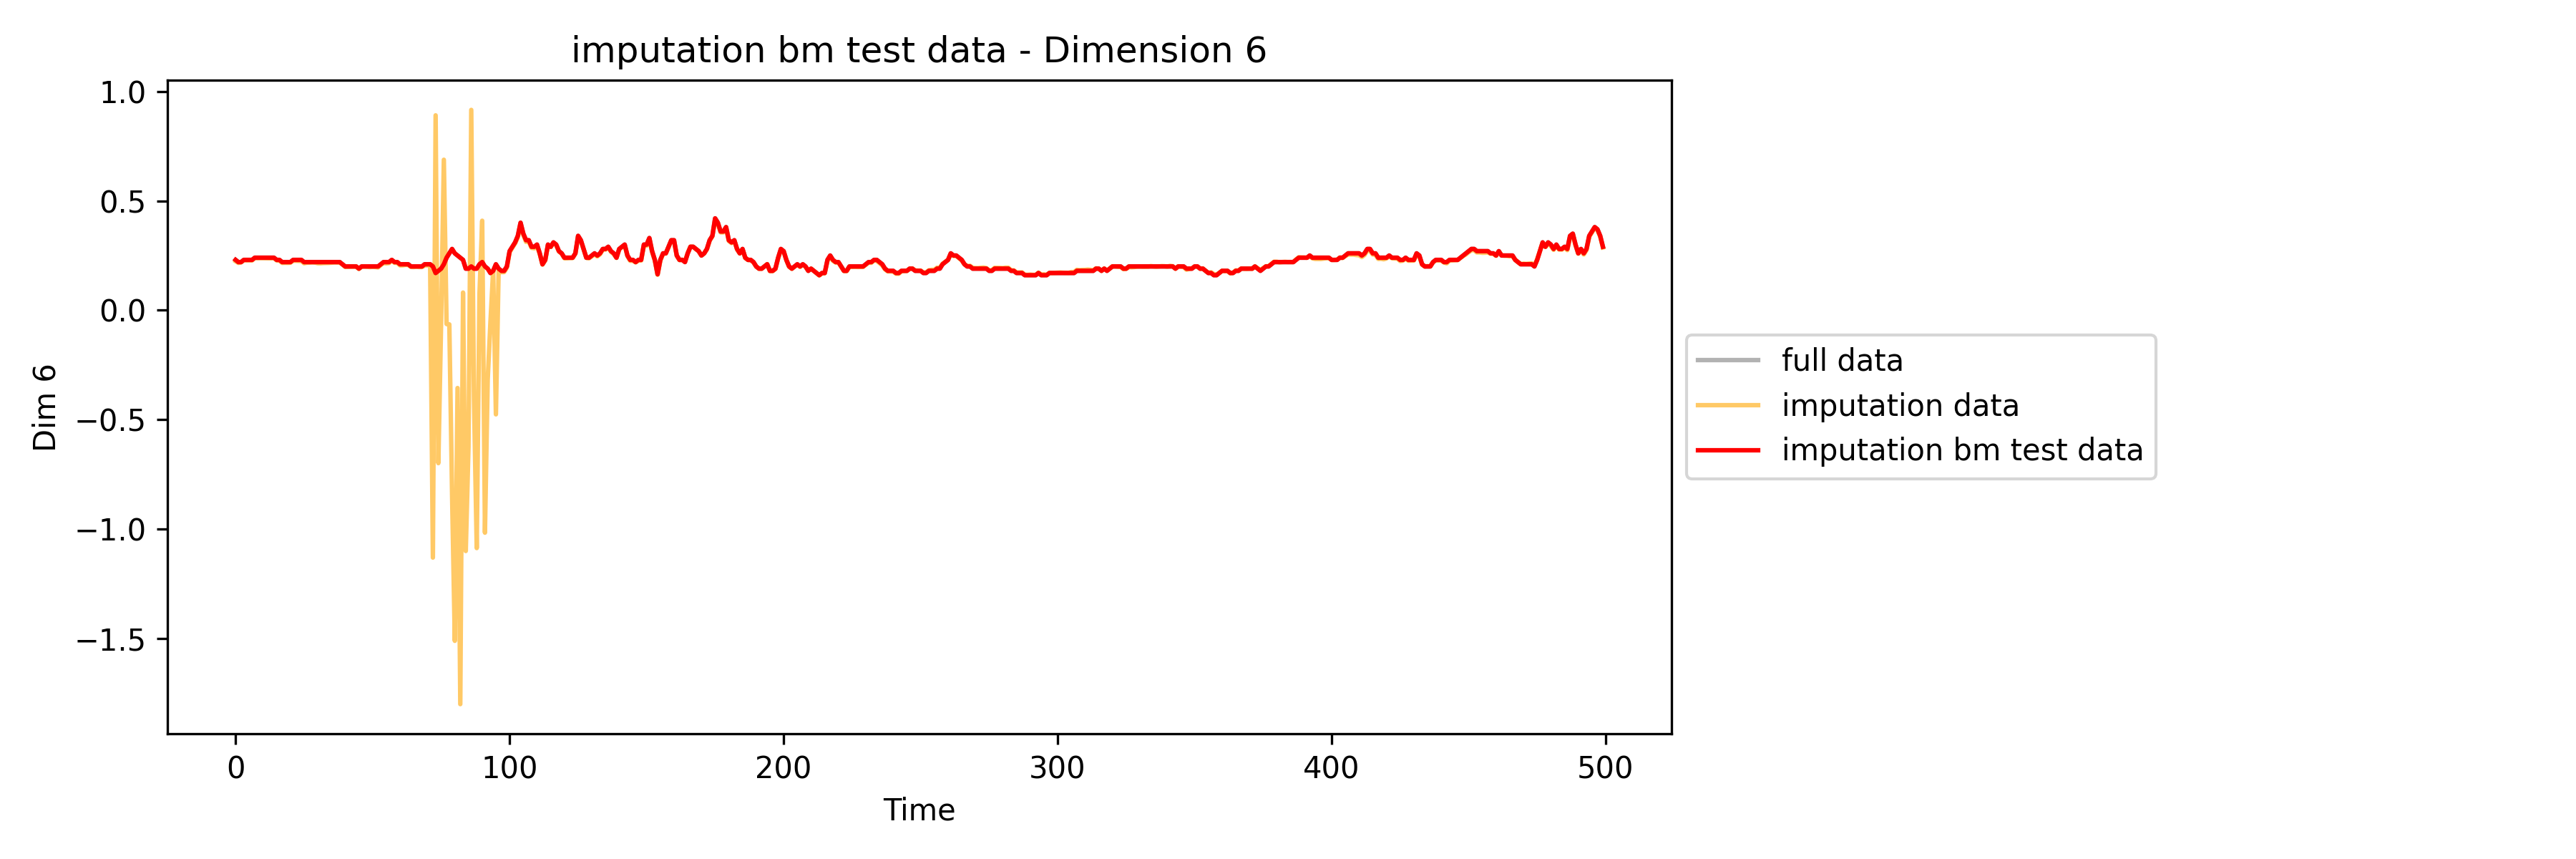 imputation bm test data - Dimension 6
1.0
0.5
0.0
−0.5
−1.0
−1.5
Dim 6
0 100 200 300 400 500
Time
full data
imputation data
imputation bm test data